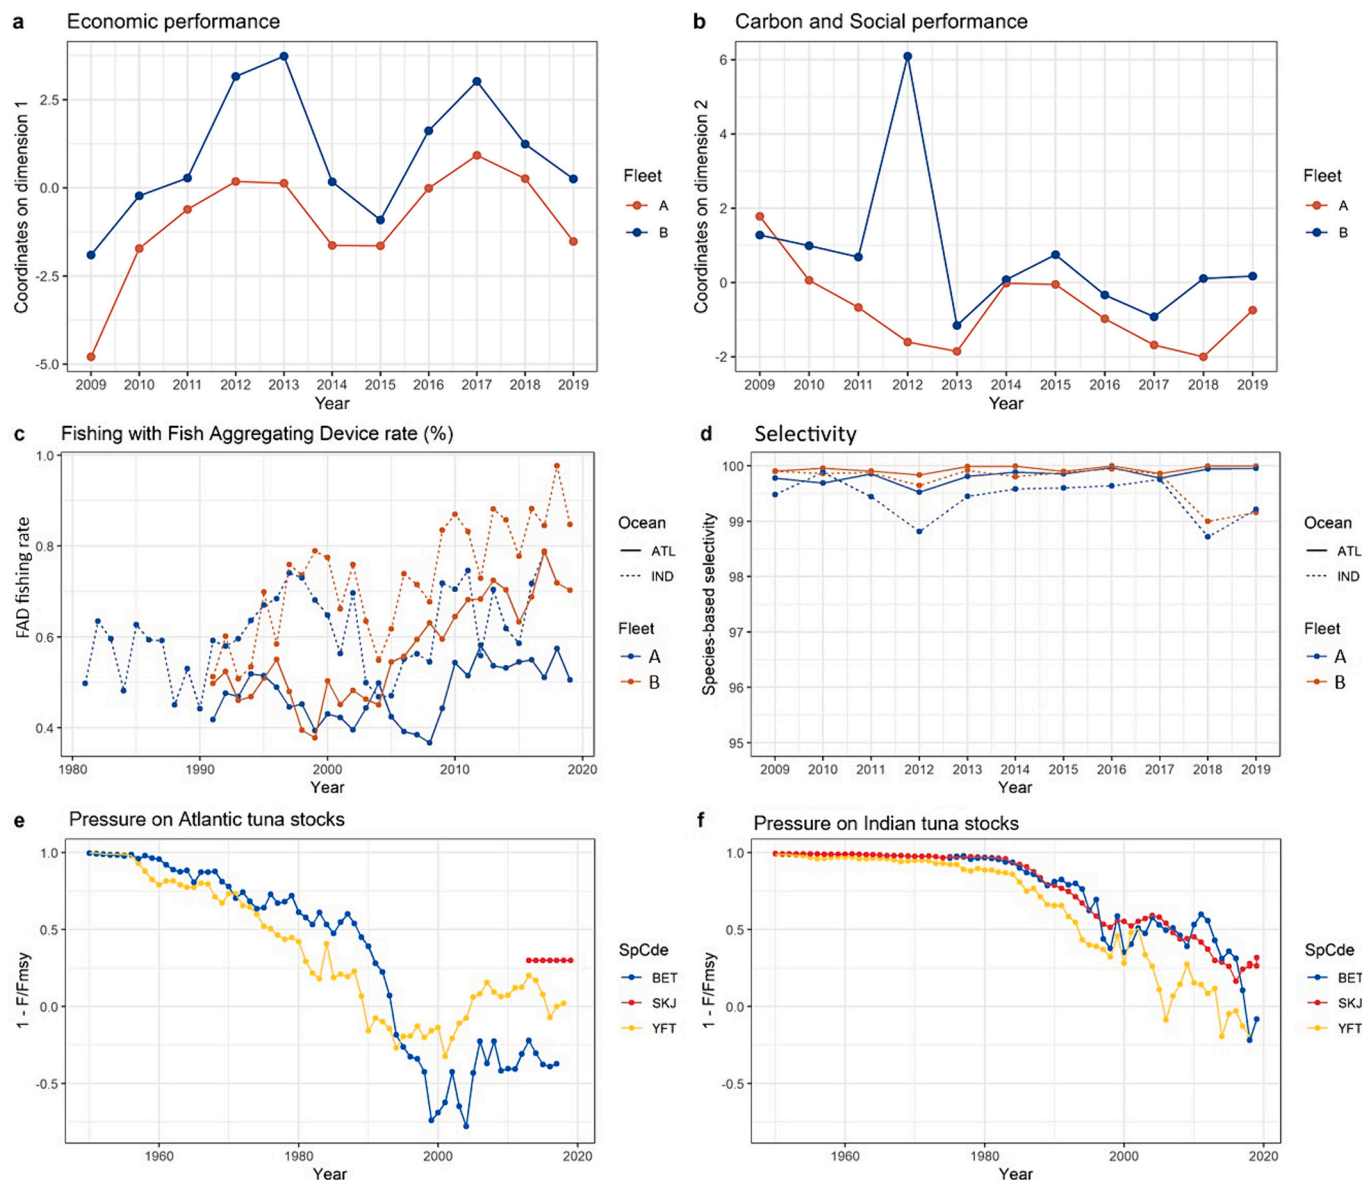 a Economic performance
Coordinates on dimension 1
2.5
0.0
-2.5
-5.0
2009 2010 2011 2012 2013 2014 2015 2016 2017 2018 2019
Year
Fleet
A
B
b Carbon and Social performance
Coordinates on dimension 2
6
4
2
0
-2
2009 2010 2011 2012 2013 2014 2015 2016 2017 2018 2019
Year
Fleet
A
B
c Fishing with Fish Aggregating Device rate (%)
FAD fishing rate
1.0
0.8
0.6
0.4
1980 1990 2000 2010 2020
Year
Ocean
ATL
IND
Fleet
A
B
d Selectivity
Species-based selectivity
100
99
98
97
96
95
2009 2010 2011 2012 2013 2014 2015 2016 2017 2018 2019
Year
Ocean
ATL
IND
Fleet
A
B
e Pressure on Atlantic tuna stocks
1 - F/Fmsy
1.0
0.5
0.0
-0.5
1960 1980 2000 2020
Year
SpCde
BET
SKJ
YFT
f Pressure on Indian tuna stocks
1 - F/Fmsy
1.0
0.5
0.0
-0.5
1960 1980 2000 2020
Year
SpCde
BET
SKJ
YFT